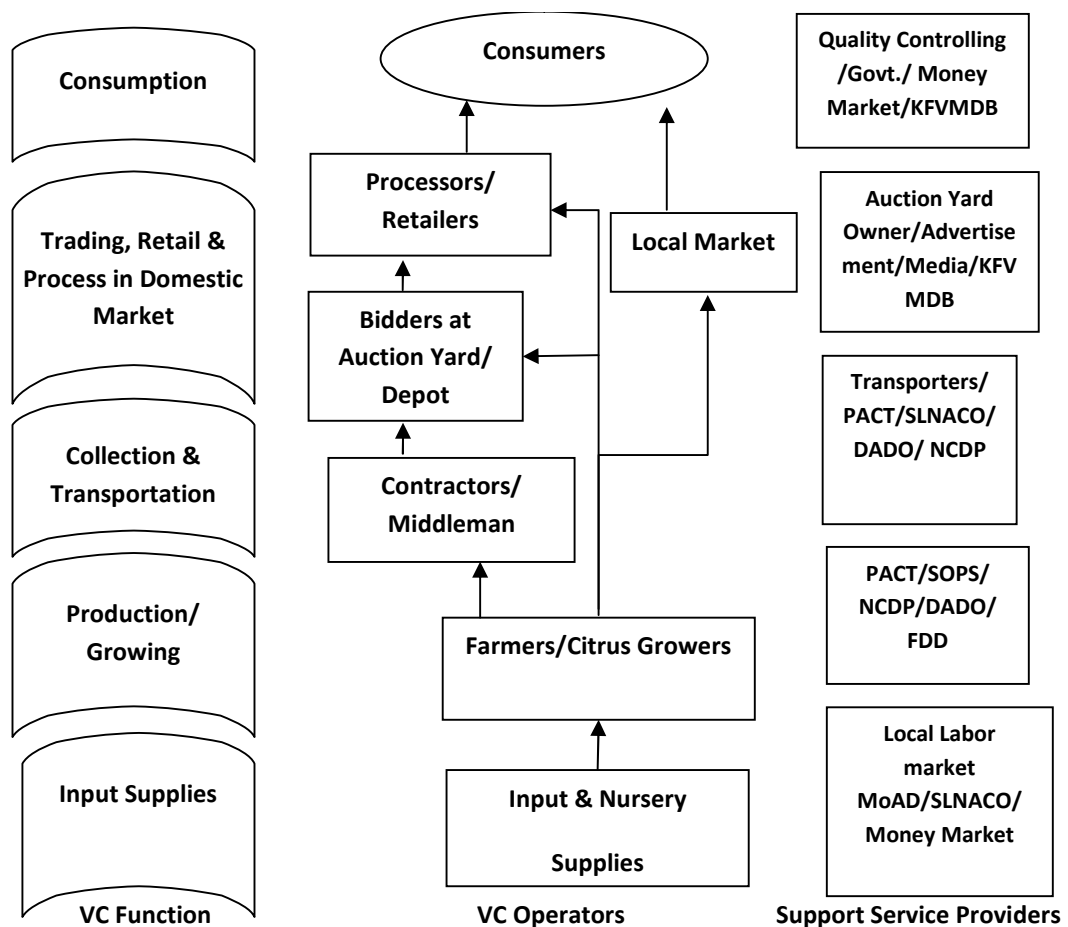 Consumption
Trading, Retail &
Process in Domestic
Market
Collection &
Transportation
Production/
Growing
Input Supplies
VC Function
Consumers
Processors/
Retailers
Local Market
Bidders at
Auction Yard/
Depot
Contractors/
Middleman
Farmers/Citrus Growers
Input & Nursery
Supplies
VC Operators
Quality Controlling
/Govt./ Money
Market/KFVMDB
Auction Yard
Owner/Advertise
ment/Media/KFV
MDB
Transporters/
PACT/SLNACO/
DADO/ NCDP
PACT/SOPS/
NCDP/DADO/
FDD
Local Labor
market
MoAD/SLNACO/
Money Market
Support Service Providers